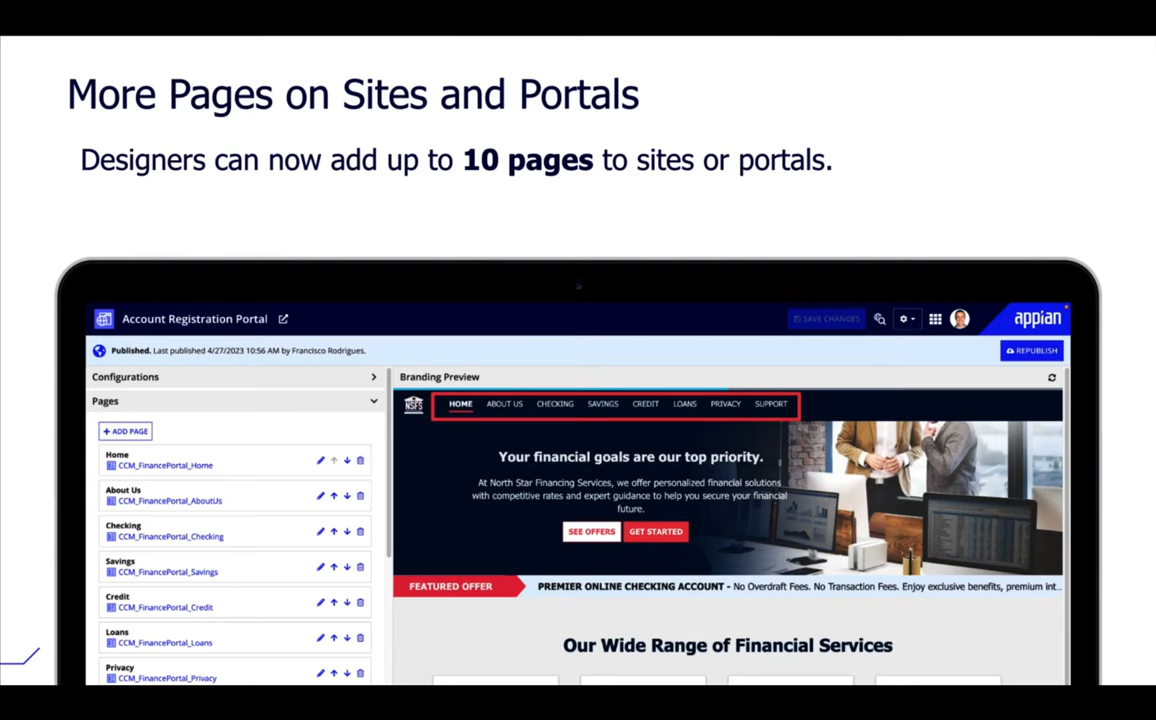 More Pages on Sites and Portals
Designers can now add up to 10 pages to sites or portals.
Account Registration Portal
SAVE CHANGES
appian
Published. Last published 4/27/2023 10:56 AM by Francisco Rodrigues.
REPUBLISH
Configurations
Branding Preview
Pages
NSFS
HOME ABOUT US CHECKING SAVINGS CREDIT LOANS PRIVACY SUPPORT
+ ADD PAGE
Home
CCM_FinancePortal_Home
About Us
CCM_FinancePortal_AboutUs
Checking
CCM_FinancePortal_Checking
Savings
CCM_FinancePortal_Savings
Credit
CCM_FinancePortal_Credit
Loans
CCM_FinancePortal_Loans
Privacy
CCM_FinancePortal_Privacy
Your financial goals are our top priority.
At North Star Financing Services, we offer personalized financial solutions
with competitive rates and expert guidance to help you secure your financial
future.
SEE OFFERS GET STARTED
FEATURED OFFER
PREMIER ONLINE CHECKING ACCOUNT - No Overdraft Fees. No Transaction Fees. Enjoy exclusive benefits, premium int...
Our Wide Range of Financial Services